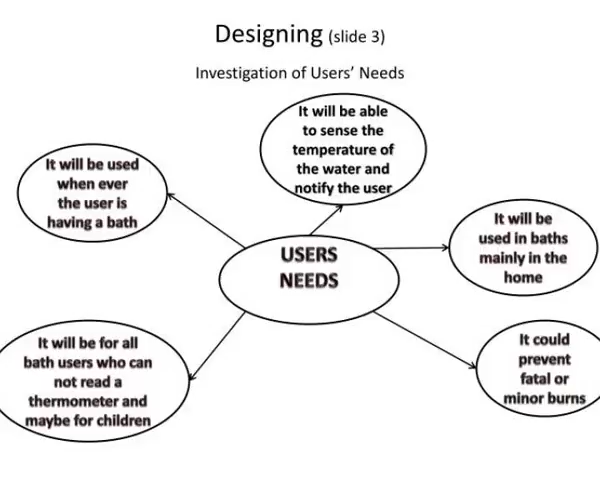 Designing (slide 3)
Investigation of Users' Needs
It will be able
to sense the
temperature of
the water and
notify the user
It will be used
when ever
the user is
having a bath
It will be
used in baths
mainly in the
home
USERS
NEEDS
It will be for all
bath users who can
not read a
thermometer and
maybe for children
It could
prevent
fatal or
minor burns